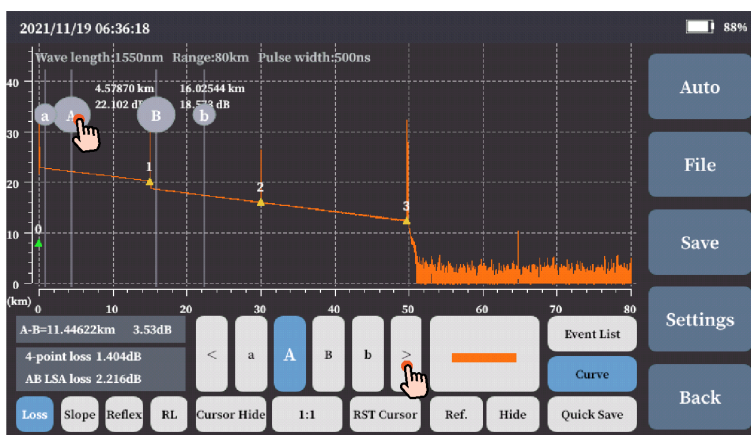 2021/11/19 06:36:18
88%
Wave length:1550nm Range:80km Pulse width:500ns
4.57870 km 16.02544 km
22.102 dB 18.573 dB
a A B b
40
30
20
10
0
0 1 2 3
(km) 0 10 20 30 40 50 60 70 80
A-B=11.44622km 3.53dB
4-point loss 1.404dB
AB LSA loss 2.216dB
< a A B b >
Event List
Curve
Loss Slope Reflex RL Cursor Hide 1:1 RST Cursor Ref. Hide Quick Save
Auto
File
Save
Settings
Back